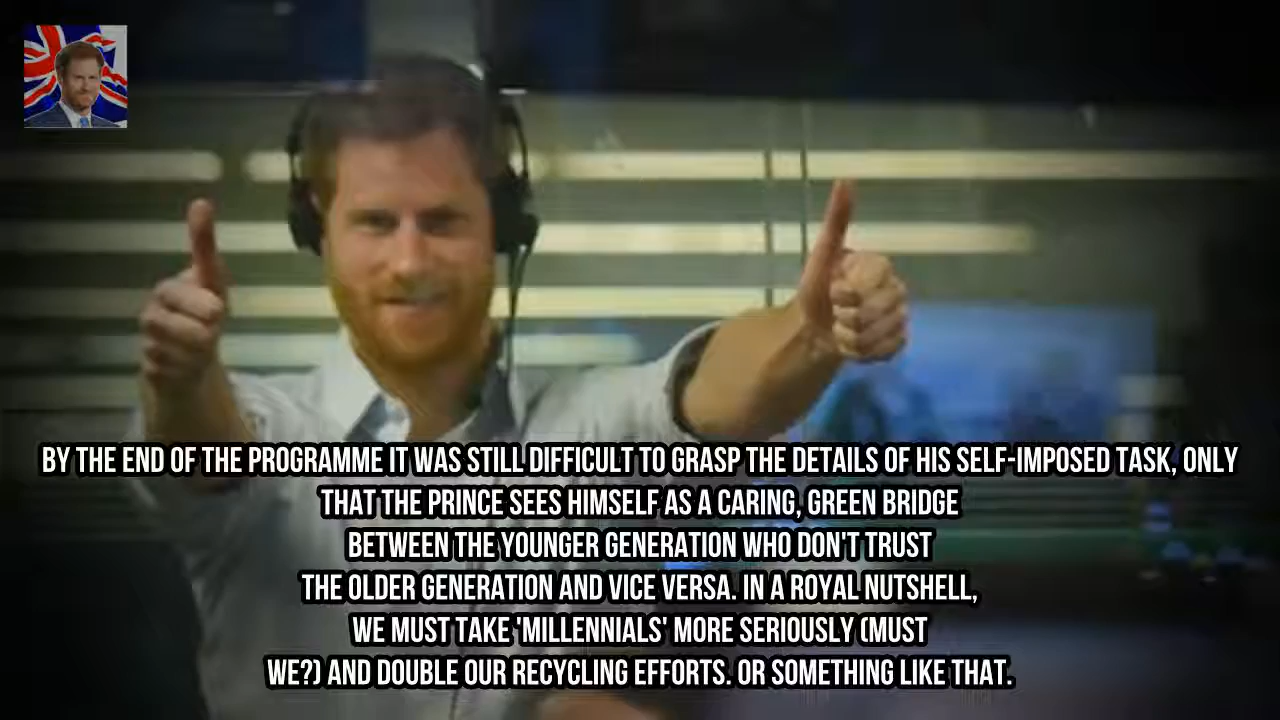 BY THE END OF THE PROGRAMME IT WAS STILL DIFFICULT TO GRASP THE DETAILS OF HIS SELF-IMPOSED TASK, ONLY
THAT THE PRINCE SEES HIMSELF AS A CARING, GREEN BRIDGE
BETWEEN THE YOUNGER GENERATION WHO DON'T TRUST
THE OLDER GENERATION AND VICE VERSA. IN A ROYAL NUTSHELL,
WE MUST TAKE 'MILLENNIALS' MORE SERIOUSLY (MUST
WE?) AND DOUBLE OUR RECYCLING EFFORTS. OR SOMETHING LIKE THAT.